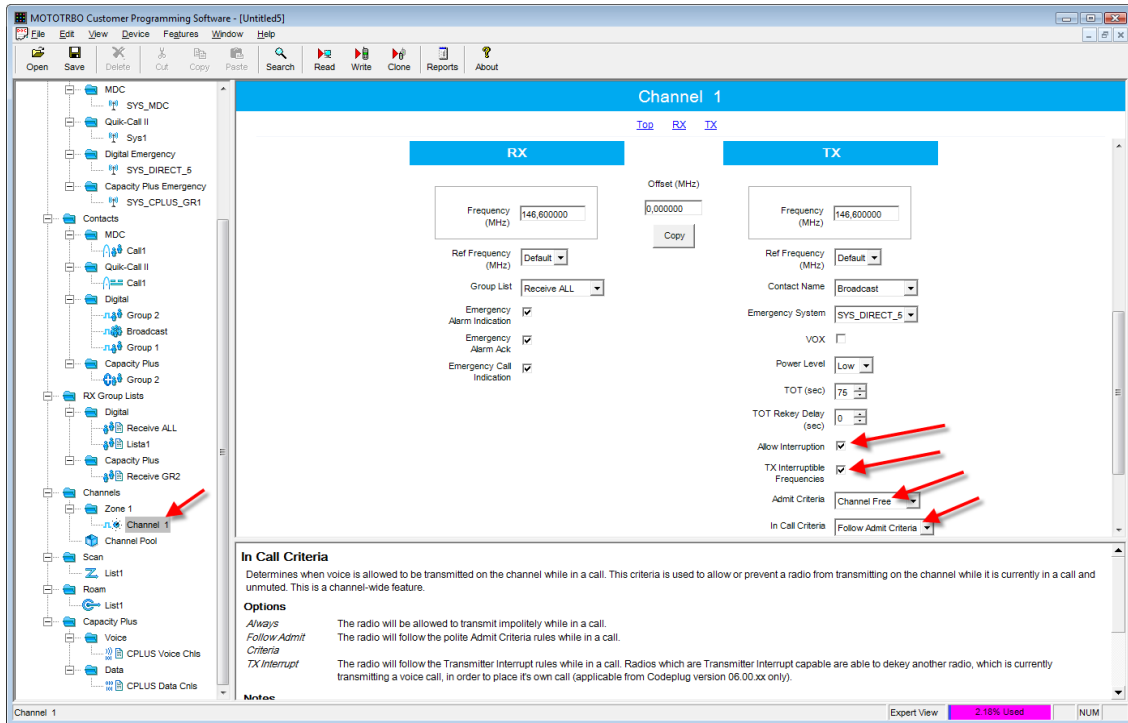 MOTOTRBO Customer Programming Software - [Untitled5]
File Edit View Device Features Window Help
Open Save Delete Cut Copy Paste Search Read Write Clone Reports About
MDC
SYS_MDC
Quik-Call II
Sys1
Digital Emergency
SYS_DIRECT_5
Capacity Plus Emergency
SYS_CPLUS_GR1
Contacts
MDC
Call1
Quik-Call II
Call1
Digital
Group 2
Broadcast
Group 1
Capacity Plus
Group 2
RX Group Lists
Digital
Receive ALL
Lista1
Capacity Plus
Receive GR2
Channels
Zone 1
Channel 1
Channel Pool
Scan
List1
Roam
List1
Capacity Plus
Voice
CPLUS Voice Chls
Data
CPLUS Data Cnls
Channel 1
Top RX TX
RX
Frequency (MHz) 146,600000
Ref Frequency (MHz) Default
Group List Receive ALL
Emergency Alarm Indication
Emergency Alarm Ack
Emergency Call Indication
Offset (MHz)
0,000000
Copy
TX
Frequency (MHz) 146,600000
Ref Frequency (MHz) Default
Contact Name Broadcast
Emergency System SYS_DIRECT_5
VOX
Power Level Low
TOT (sec) 75
TOT Rekey Delay (sec) 0
Allow Interruption
TX Interruptible Frequencies
Admit Criteria Channel Free
In Call Criteria Follow Admit Criteria
In Call Criteria
Determines when voice is allowed to be transmitted on the channel while in a call. This criteria is used to allow or prevent a radio from transmitting on the channel while it is currently in a call and
unmuted. This is a channel-wide feature.
Options
Always The radio will be allowed to transmit impolitely while in a call.
Follow Admit Criteria The radio will follow the polite Admit Criteria rules while in a call.
TX Interrupt The radio will follow the Transmitter Interrupt rules while in a call. Radios which are Transmitter Interrupt capable are able to dekey another radio, which is currently
transmitting a voice call, in order to place it's own call (applicable from Codeplug version 06.00.xx only).
Notes
Channel 1
Expert View 2.18% Used NUM